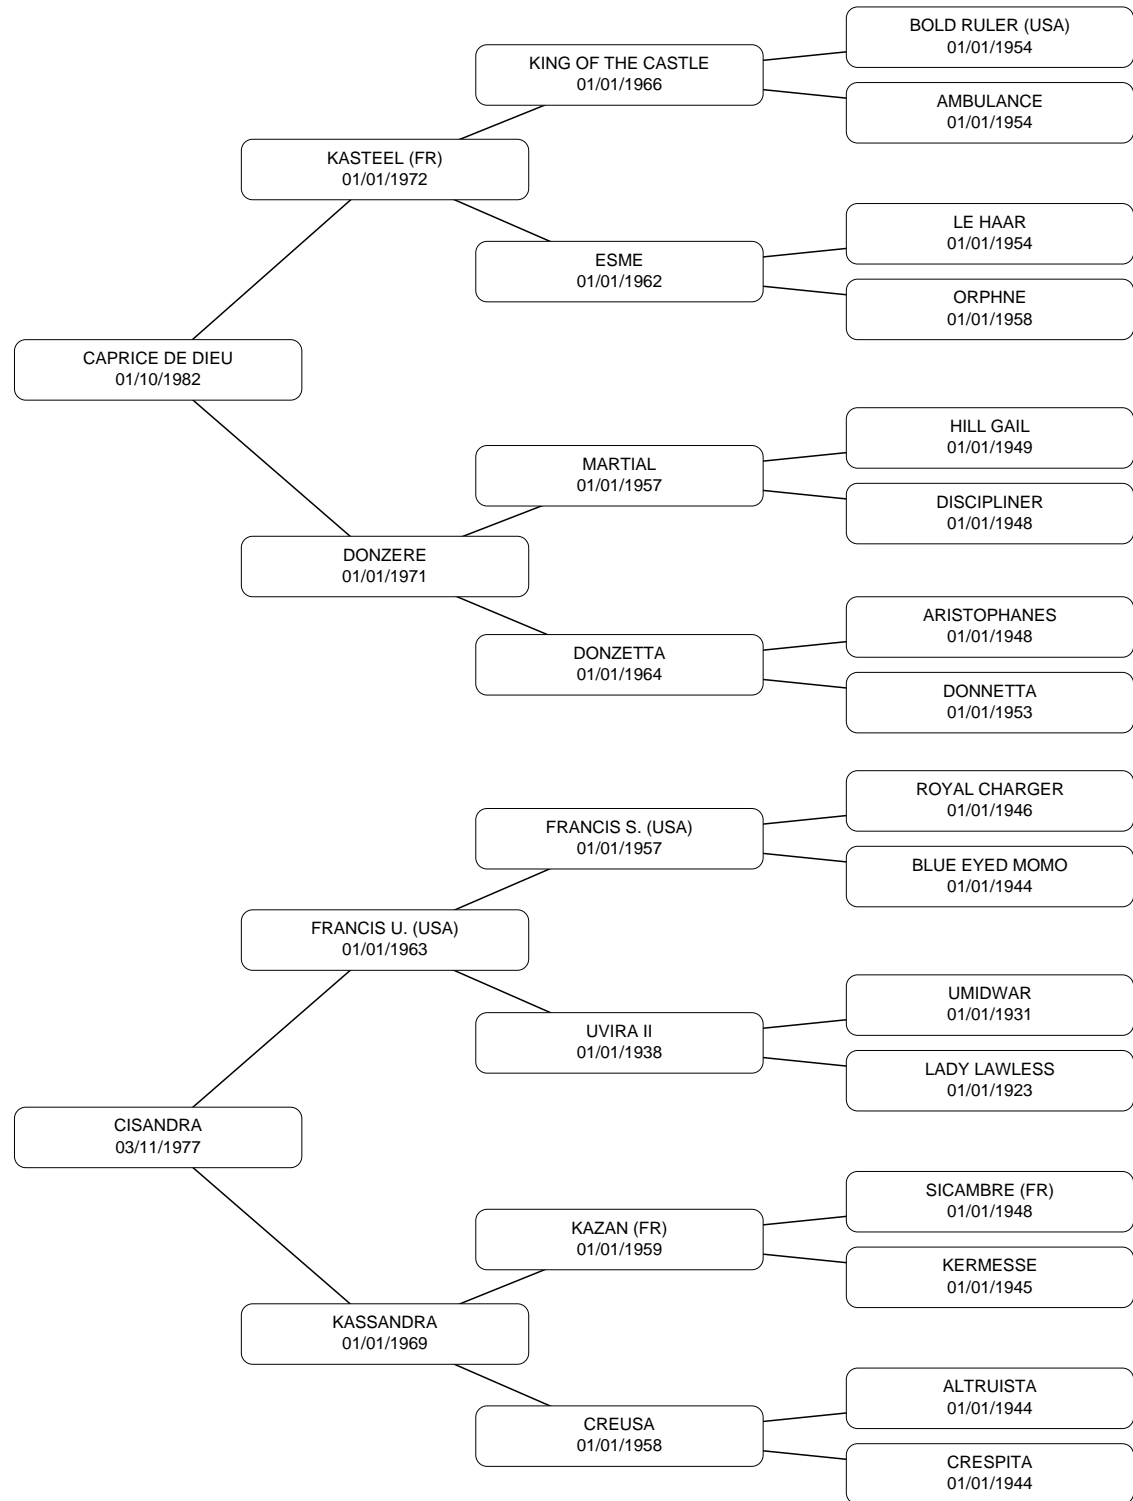 BOLD RULER (USA)
01/01/1954
KING OF THE CASTLE
01/01/1966
AMBULANCE
01/01/1954
KASTEEL (FR)
01/01/1972
LE HAAR
01/01/1954
ESME
01/01/1962
ORPHNE
01/01/1958
CAPRICE DE DIEU
01/10/1982
HILL GAIL
01/01/1949
MARTIAL
01/01/1957
DISCIPLINER
01/01/1948
DONZERE
01/01/1971
ARISTOPHANES
01/01/1948
DONZETTA
01/01/1964
DONNETTA
01/01/1953
ROYAL CHARGER
01/01/1946
FRANCIS S. (USA)
01/01/1957
BLUE EYED MOMO
01/01/1944
FRANCIS U. (USA)
01/01/1963
UMIDWAR
01/01/1931
UVIRA II
01/01/1938
LADY LAWLESS
01/01/1923
CISANDRA
03/11/1977
SICAMBRE (FR)
01/01/1948
KAZAN (FR)
01/01/1959
KERMESSE
01/01/1945
KASSANDRA
01/01/1969
ALTRUISTA
01/01/1944
CREUSA
01/01/1958
CRESPITA
01/01/1944